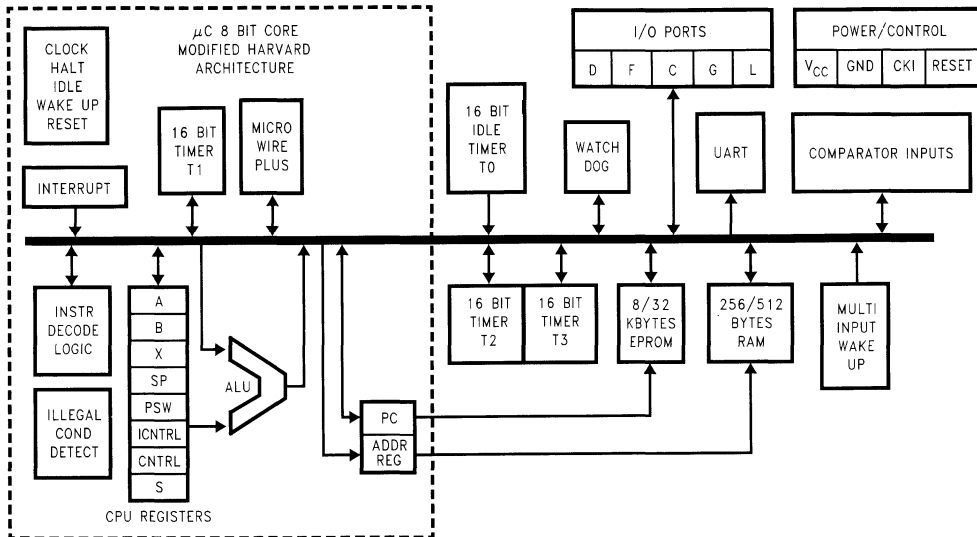 µC 8 BIT CORE
MODIFIED HARVARD
ARCHITECTURE
CLOCK
HALT
IDLE
WAKE UP
RESET
INTERRUPT
16 BIT
TIMER
T1
MICRO
WIRE
PLUS
16 BIT
IDLE
TIMER
T0
WATCH
DOG
I/O PORTS
D F C G L
UART
POWER/CONTROL
VCC GND CKI RESET
COMPARATOR INPUTS
INSTR
DECODE
LOGIC
ILLEGAL
COND
DETECT
A
B
X
SP
PSW
ICNTRL
CNTRL
S
CPU REGISTERS
ALU
PC
ADDR
REG
16 BIT
TIMER
T2
16 BIT
TIMER
T3
8/32
KBYTES
EPROM
256/512
BYTES
RAM
MULTI
INPUT
WAKE
UP